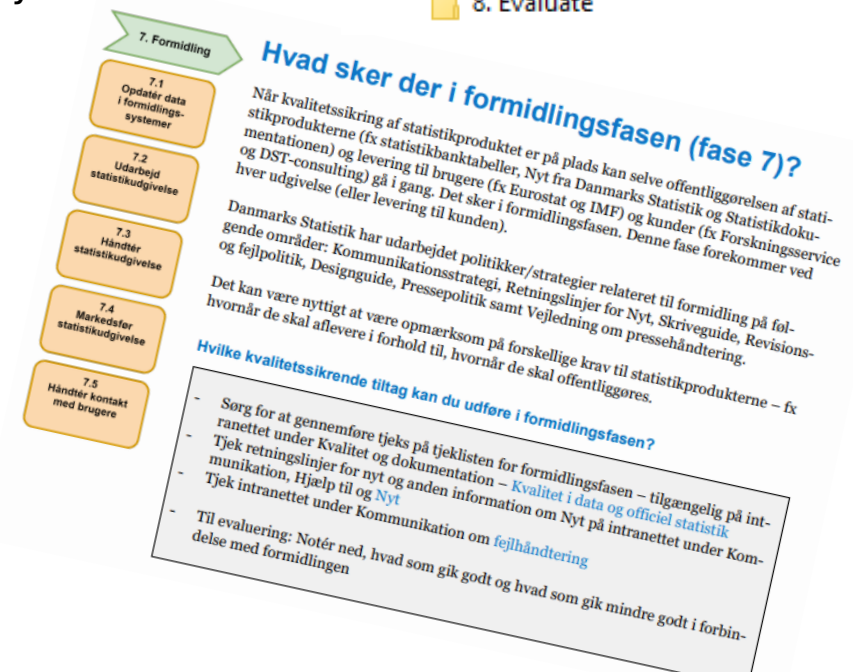 8. Evaluate
7. Formidling
7.1
Opdatér data
i formidlings-
systemer
7.2
Udarbejd
statistikudgivelse
7.3
Håndtér
statistikudgivelse
7.4
Markedsfør
statistikudgivelse
7.5
Håndtér kontakt
med brugere
Hvad sker der i formidlingsfasen (fase 7)?
Når kvalitetssikring af statistikproduktet er på plads kan selve offentliggørelsen af stati-
stikprodukterne (fx statistikbanktabeller, Nyt fra Danmarks Statistik og Statistikdoku-
mentationen) og levering til brugere (fx Eurostat og IMF) og kunder (fx Forskningsservice
og DST-consulting) gå i gang. Det sker i formidlingsfasen. Denne fase forekommer ved
hver udgivelse (eller levering til kunden).
Danmarks Statistik har udarbejdet politikker/strategier relateret til formidling på føl-
gende områder: Kommunikationsstrategi, Retningslinjer for Nyt, Skriveguide, Revisions-
og fejlpolitik, Designguide, Pressepolitik samt Vejledning om pressehåndtering.
Det kan være nyttigt at være opmærksom på forskellige krav til statistikprodukterne – fx
hvornår de skal aflevere i forhold til, hvornår de skal offentliggøres.
Hvilke kvalitetssikrende tiltag kan du udføre i formidlingsfasen?
- Sørg for at gennemføre tjeks på tjeklisten for formidlingsfasen – tilgængelig på int-
ranettet under Kvalitet og dokumentation – Kvalitet i data og officiel statistik
- Tjek retningslinjer for nyt og anden information om Nyt på intranettet under Kom-
munikation, Hjælp til og Nyt
- Tjek intranettet under Kommunikation om fejlhåndtering
- Til evaluering: Notér ned, hvad som gik godt og hvad som gik mindre godt i forbin-
delse med formidlingen